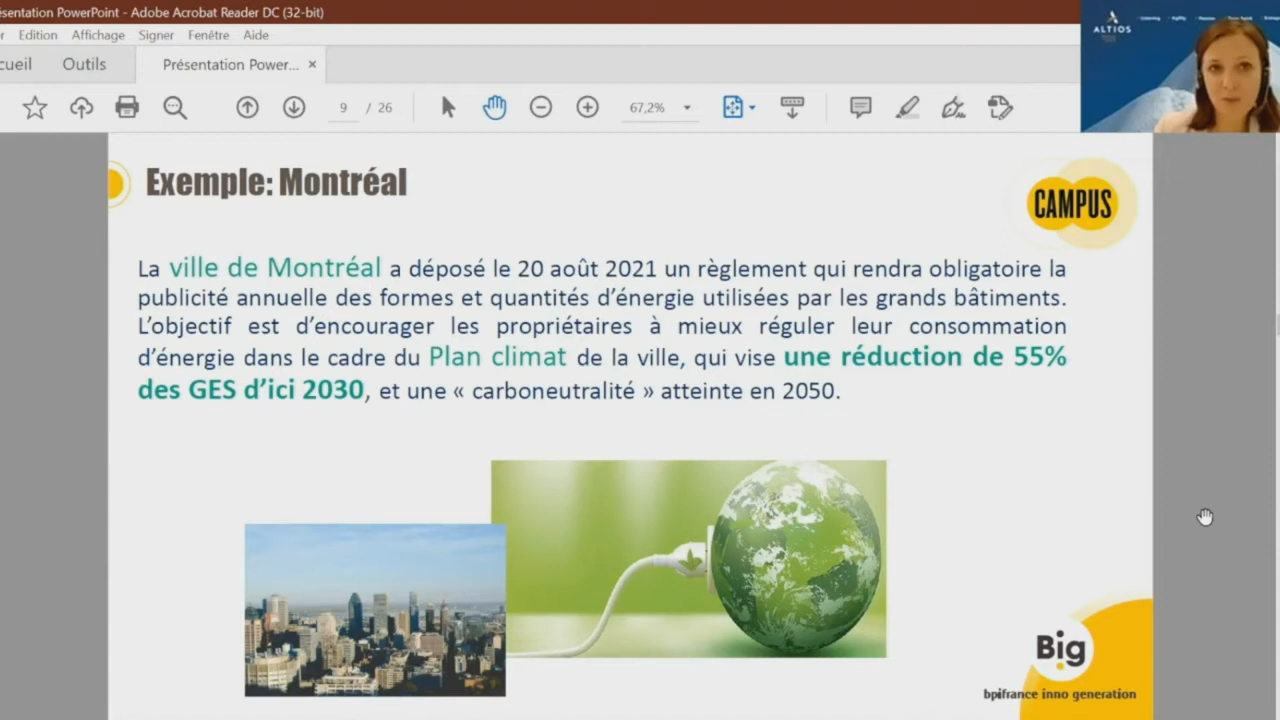 ésentation PowerPoint - Adobe Acrobat Reader DC (32-bit)
r Edition Affichage Signer Fenêtre Aide
cueil Outils Présentation Power... ×
9 / 26 67,2%
ALTIOS
Exemple: Montréal
CAMPUS
La ville de Montréal a déposé le 20 août 2021 un règlement qui rendra obligatoire la
publicité annuelle des formes et quantités d’énergie utilisées par les grands bâtiments.
L’objectif est d’encourager les propriétaires à mieux réguler leur consommation
d’énergie dans le cadre du Plan climat de la ville, qui vise une réduction de 55%
des GES d’ici 2030, et une « carboneutralité » atteinte en 2050.
Big
bpifrance inno generation